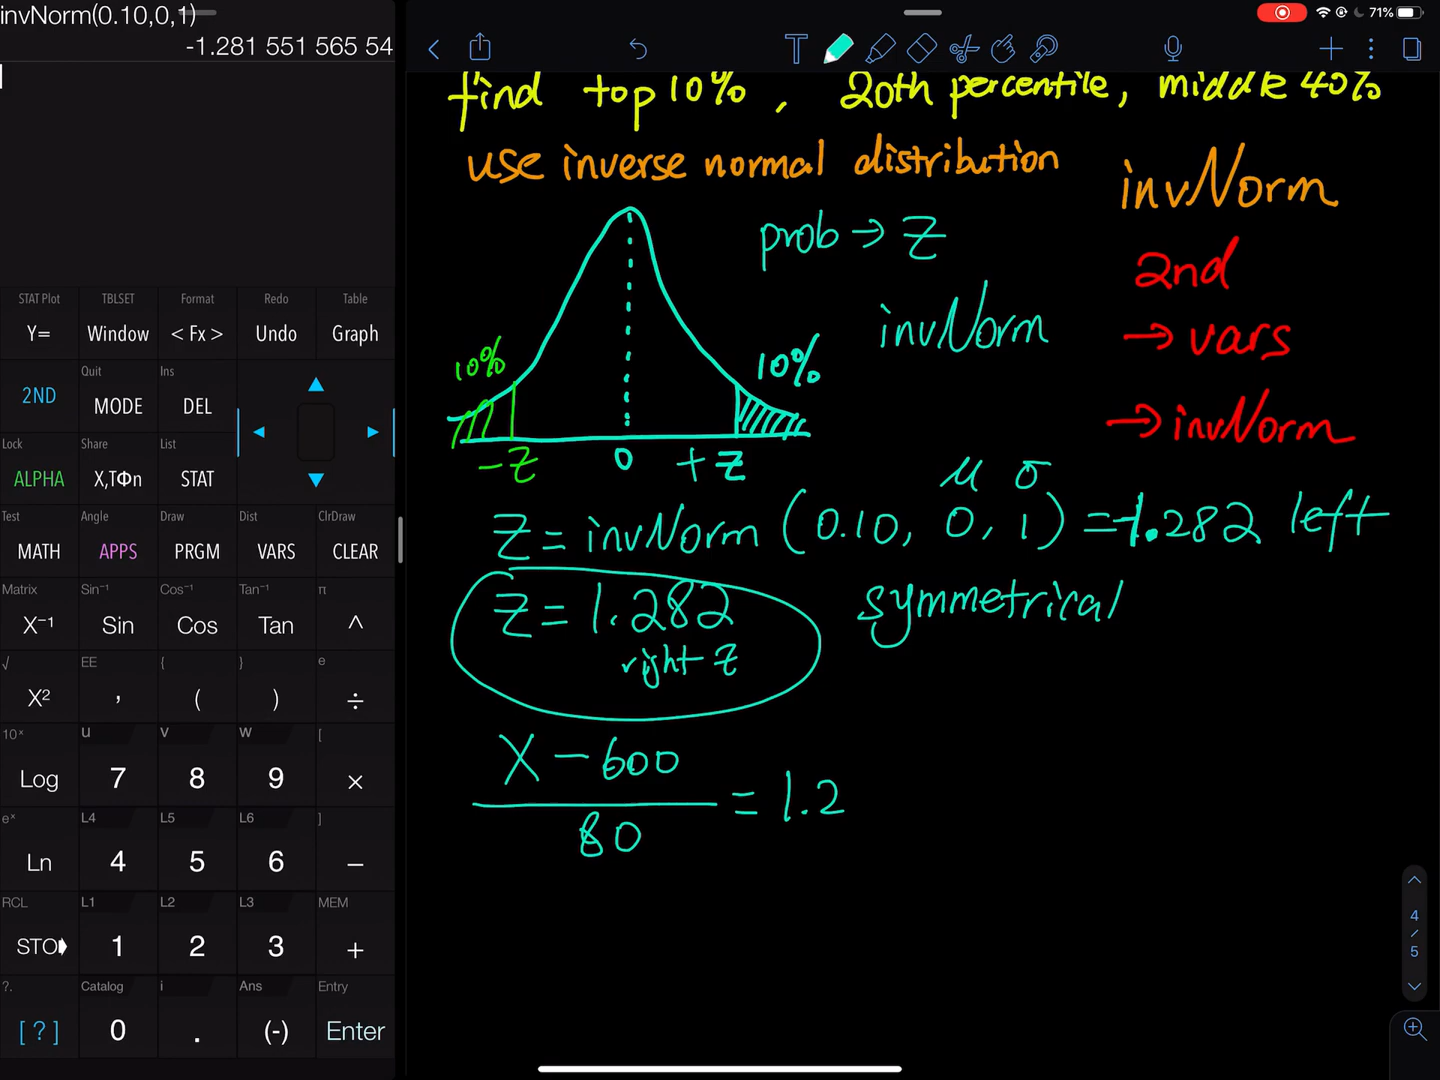 invNorm(0.10,0,1)
-1.281 551 565 54
71%
find top 10%, 20th percentile, middle 40%
use inverse normal distribution
invNorm
prob → Z
invNorm
2nd
→ vars
→ invNorm
10%
10%
-Z 0 +Z
μ σ
Z = invNorm (0.10, 0, 1) = -1.282 left
Z = 1.282
right Z
symmetrical
X - 600
80
= 1.2
STAT Plot TBLSET Format Redo Table
Y= Window < Fx > Undo Graph
Quit Ins
2ND MODE DEL
Lock Share List
ALPHA X,TΦn STAT
Test Angle Draw Dist ClrDraw
MATH APPS PRGM VARS CLEAR
Matrix Sin⁻¹ Cos⁻¹ Tan⁻¹ π
X⁻¹ Sin Cos Tan ^
√ EE { } e
X² , ( ) ÷
10ˣ u V W [
Log 7 8 9 ×
eˣ L4 L5 L6 ]
Ln 4 5 6 −
RCL L1 L2 L3 MEM
STO 1 2 3 +
?. Catalog i Ans Entry
[ ? ] 0 . (-) Enter
4
/
5